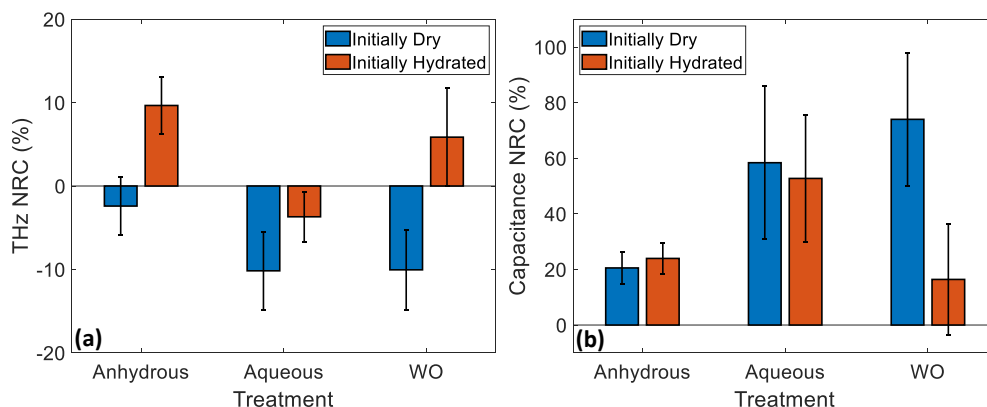 20
10
0
-10
-20
THz NRC (%)
Initially Dry
Initially Hydrated
(a)
Anhydrous
Aqueous
WO
Treatment
100
80
60
40
20
0
Capacitance NRC (%)
Initially Dry
Initially Hydrated
(b)
Anhydrous
Aqueous
WO
Treatment